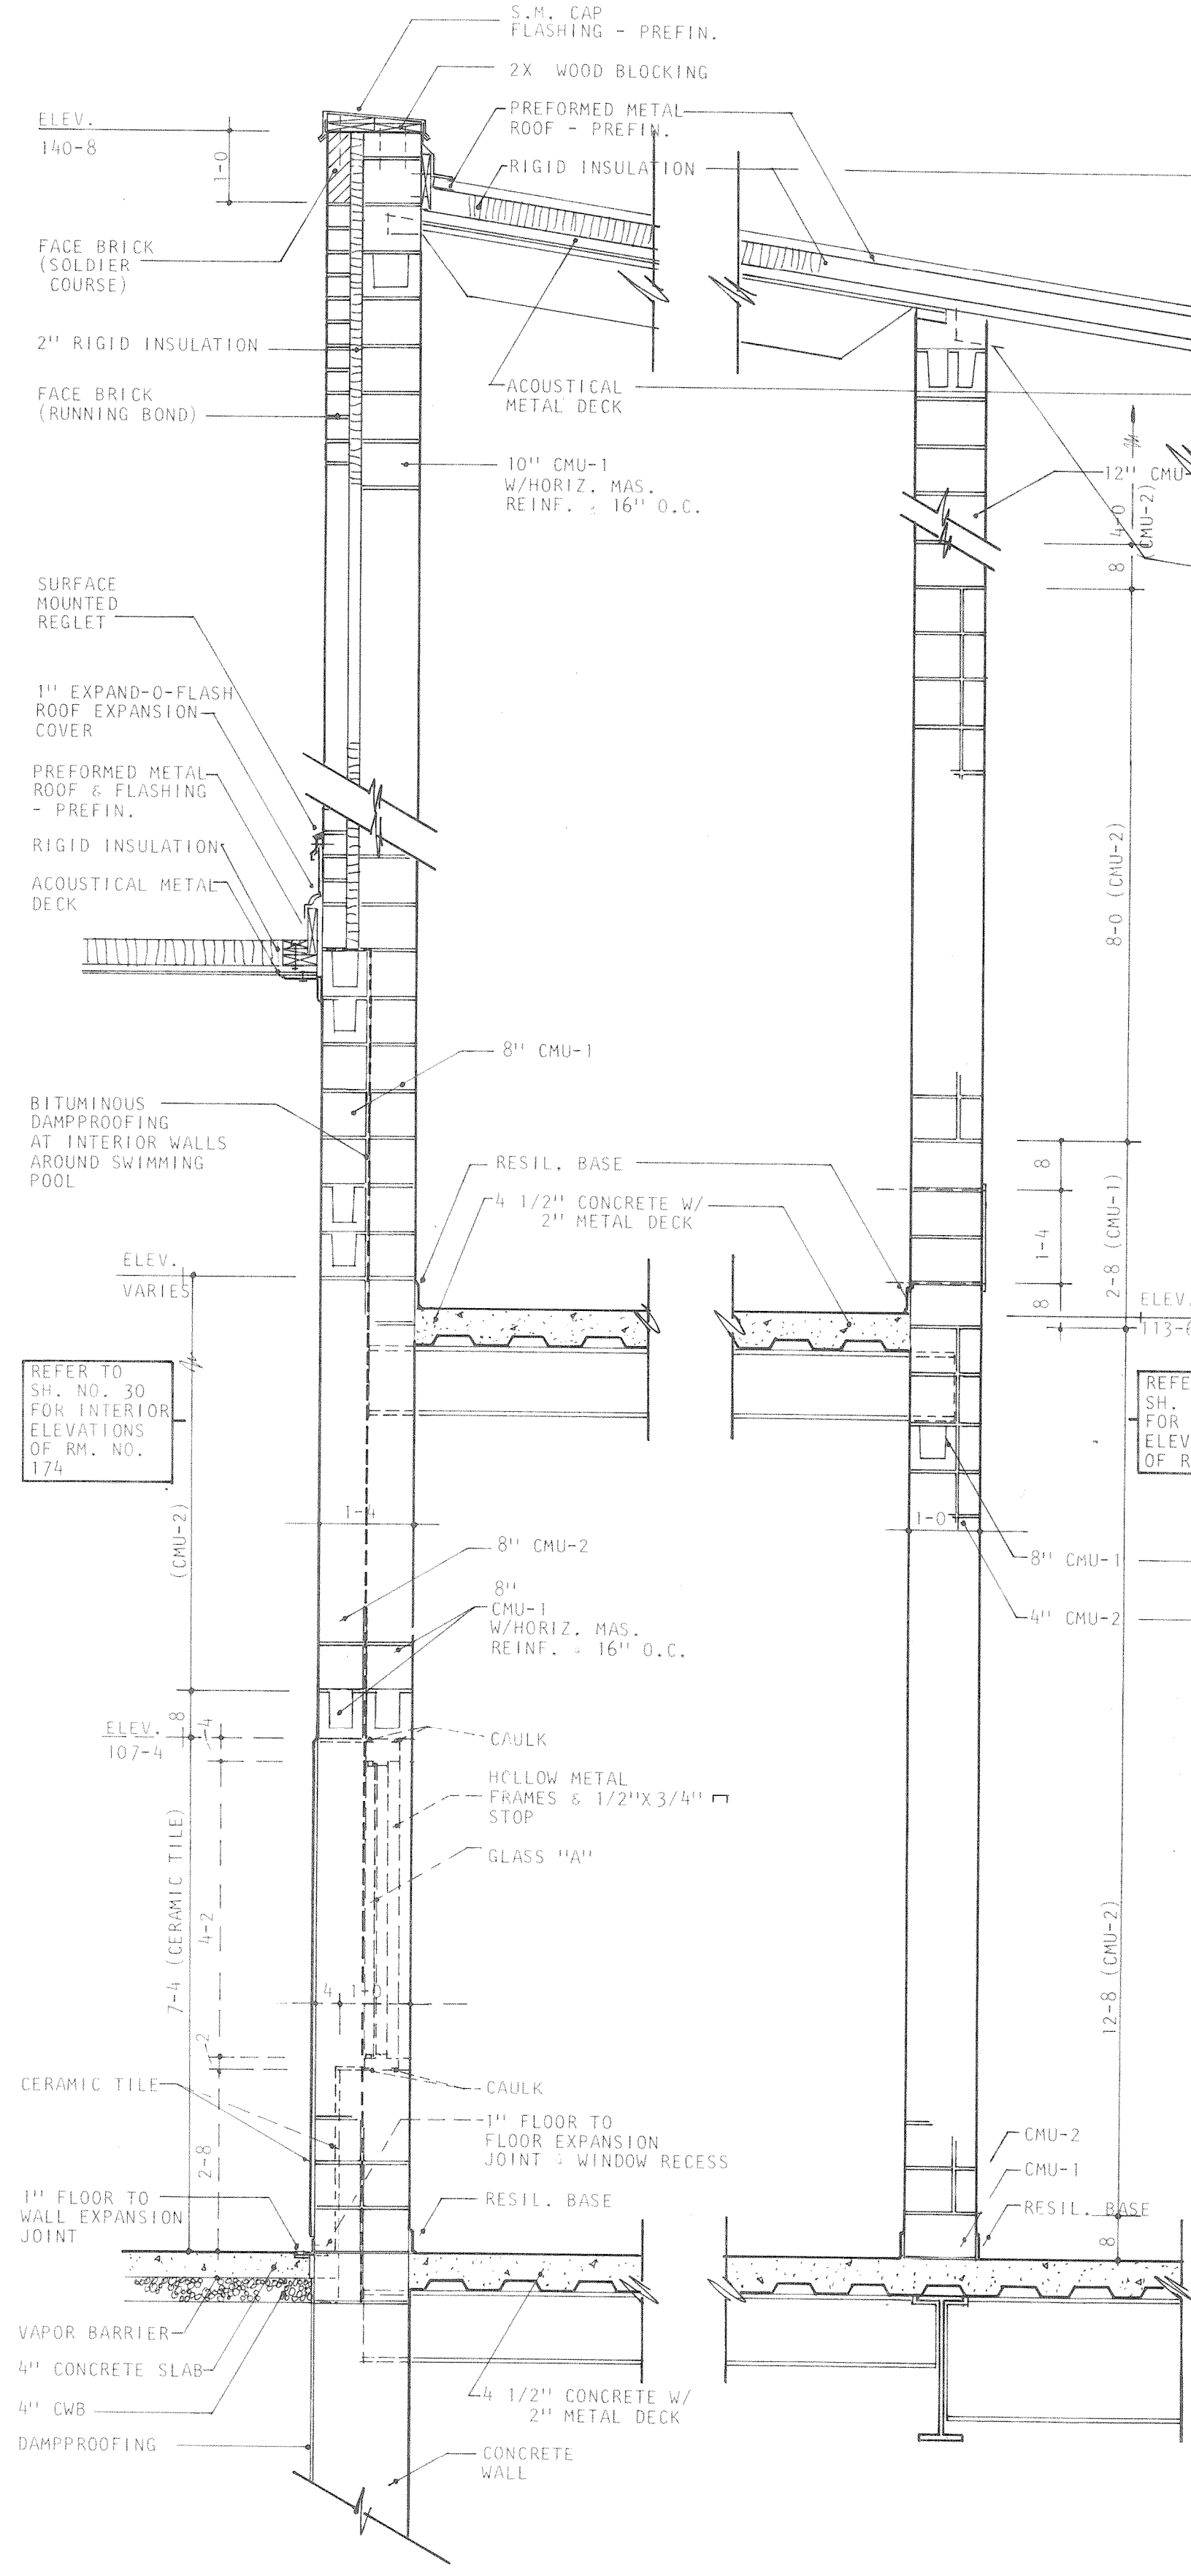 S.M. CAP
FLASHING - PREFIN.
2X WOOD BLOCKING
PREFORMED METAL
ROOF - PREFIN.
RIGID INSULATION
ELEV.
140-8
1-0
FACE BRICK
(SOLDIER
COURSE)
2" RIGID INSULATION
FACE BRICK
(RUNNING BOND)
ACOUSTICAL
METAL DECK
10" CMU-1
W/HORIZ. MAS.
REINF. 16" O.C.
12" CMU-
4-0
(CMU-2)
8
SURFACE
MOUNTED
REGLET
1" EXPAND-O-FLASH
ROOF EXPANSION
COVER
PREFORMED METAL
ROOF & FLASHING
- PREFIN.
RIGID INSULATION
ACOUSTICAL METAL
DECK
8-0 (CMU-2)
8" CMU-1
BITUMINOUS
DAMPPROOFING
AT INTERIOR WALLS
AROUND SWIMMING
POOL
RESIL. BASE
4 1/2" CONCRETE W/
2" METAL DECK
8
1-4
8
2-8 (CMU-1)
ELEV.
VARIES
ELEV.
113-
REFER TO
SH. NO. 30
FOR INTERIOR
ELEVATIONS
OF RM. NO.
174
REFE
SH.
FOR
ELEV
OF R
(CMU-2)
1-4
1-0
8" CMU-2
8" CMU-1
4" CMU-2
8"
CMU-1
W/HORIZ. MAS.
REINF. 16" O.C.
8
4
ELEV.
107-4
CAULK
HOLLOW METAL
FRAMES & 1/2"X 3/4"
STOP
GLASS "A"
7-4 (CERAMIC TILE)
4-2
4
1-0
2
12-8 (CMU-2)
CERAMIC TILE
CAULK
1" FLOOR TO
FLOOR EXPANSION
JOINT WINDOW RECESS
2-8
CMU-2
CMU-1
1" FLOOR TO
WALL EXPANSION
JOINT
RESIL. BASE
RESIL. BASE
8
VAPOR BARRIER
4" CONCRETE SLAB
4" CWB
DAMPPROOFING
4 1/2" CONCRETE W/
2" METAL DECK
CONCRETE
WALL